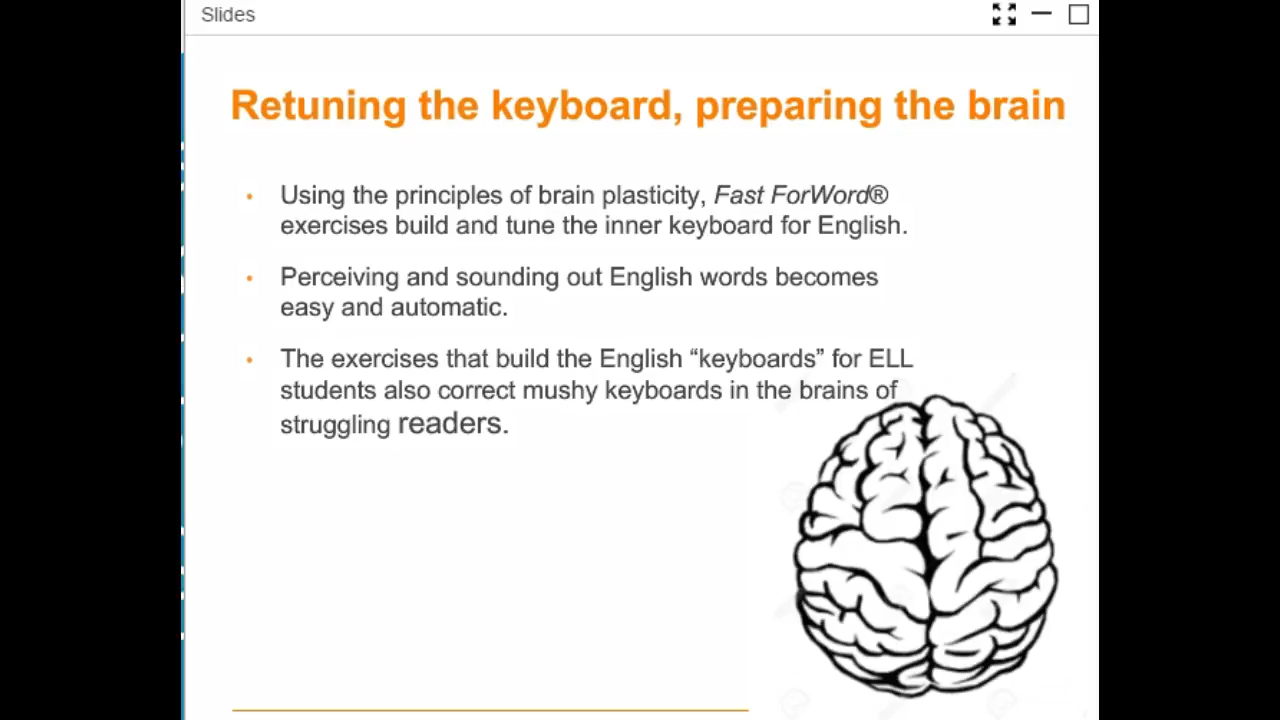 Slides
Retuning the keyboard, preparing the brain
• Using the principles of brain plasticity, Fast ForWord®
exercises build and tune the inner keyboard for English.
• Perceiving and sounding out English words becomes
easy and automatic.
• The exercises that build the English “keyboards” for ELL
students also correct mushy keyboards in the brains of
struggling readers.